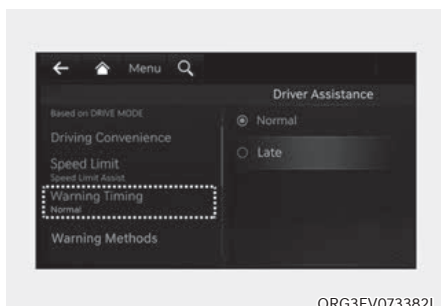 Menu
Driver Assistance
Based on DRIVE MODE
Driving Convenience
Speed Limit
Speed Limit Assist
Warning Timing
Normal
Warning Methods
Normal
Late
ORG3EV073382L